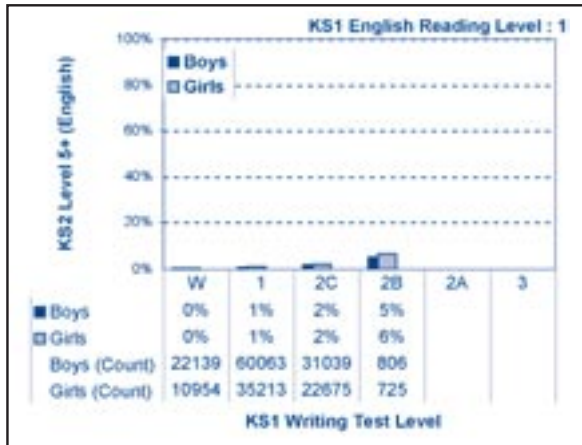 KS1 English Reading Level : 1
100%
Boys
Girls
80%
60%
40%
20%
0%
KS2 Level 5+ (English)
W 1 2C 2B 2A 3
Boys 0% 1% 2% 5%
Girls 0% 1% 2% 6%
Boys (Count) 22139 60063 31039 806
Girls (Count) 10954 35213 22675 725
KS1 Writing Test Level